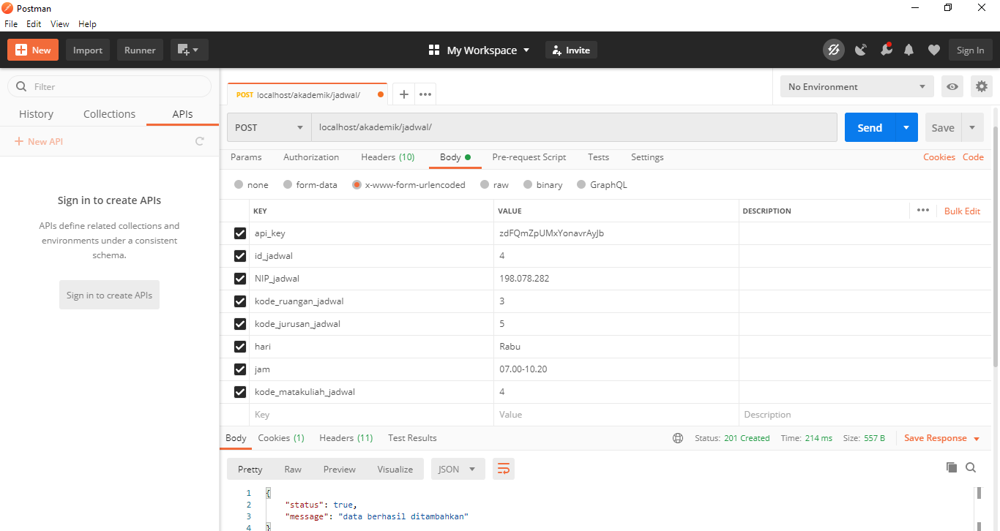 Postman
File Edit View Help
New Import Runner My Workspace Invite Sign In
Filter
History Collections APIs
+ New API
Sign in to create APIs
APIs define related collections and
environments under a consistent
schema.
Sign in to create APIs
POST localhost/akademik/jadwal/ + •••
No Environment
POST localhost/akademik/jadwal/ Send Save
Params Authorization Headers (10) Body Pre-request Script Tests Settings Cookies Code
none form-data x-www-form-urlencoded raw binary GraphQL
KEY VALUE DESCRIPTION ••• Bulk Edit
api_key zdFQmZpUMxYonavrAyJb
id_jadwal 4
NIP_jadwal 198.078.282
kode_ruangan_jadwal 3
kode_jurusan_jadwal 5
hari Rabu
jam 07.00-10.20
kode_matakuliah_jadwal 4
Key Value Description
Body Cookies (1) Headers (11) Test Results Status: 201 Created Time: 214 ms Size: 557 B Save Response
Pretty Raw Preview Visualize JSON
1 {
2 "status": true,
3 "message": "data berhasil ditambahkan"
4 }